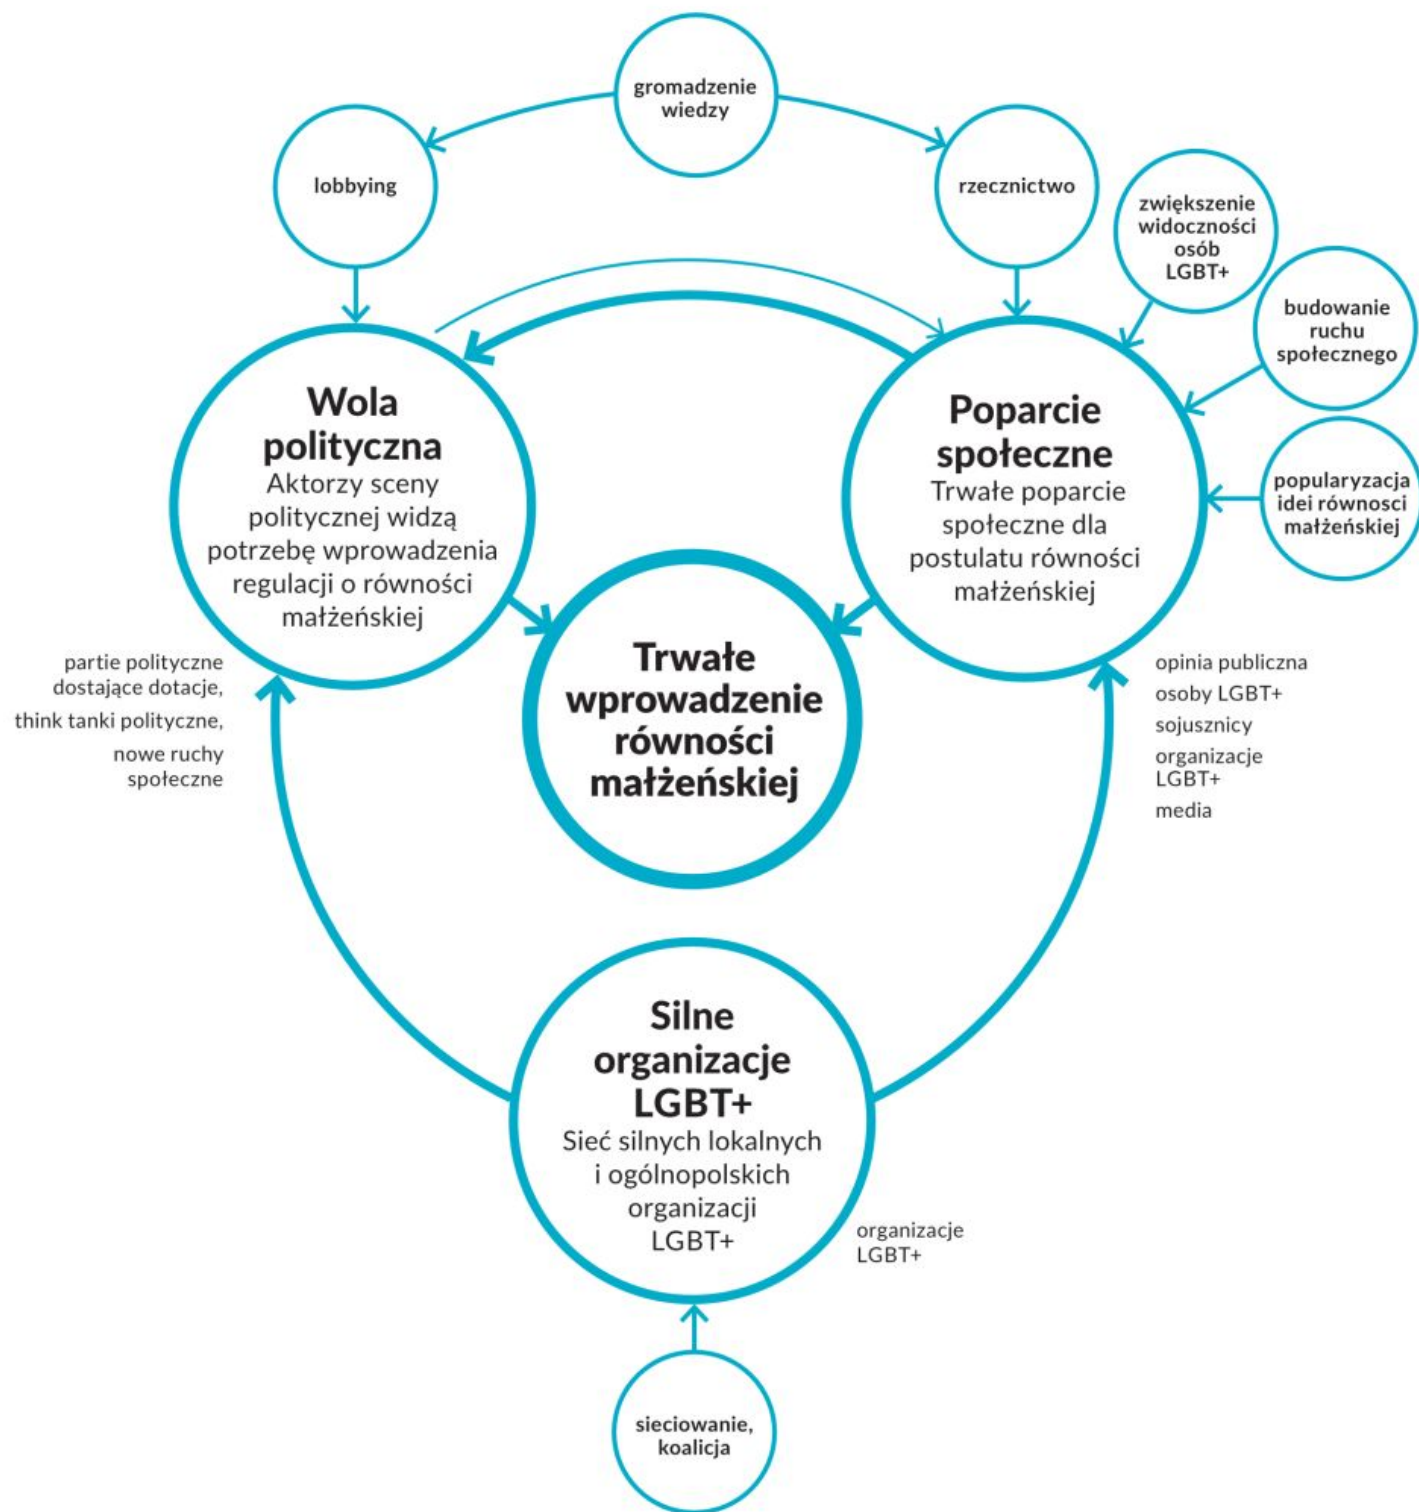 gromadzenie
wiedzy
lobbying
rzecznictwo
zwiększenie
widoczności
osób
LGBT+
budowanie
ruchu
społecznego
popularyzacja
idei równosci
małżeńskiej
Wola
polityczna
Aktorzy sceny
politycznej widzą
potrzebę wprowadzenia
regulacji o równości
małżeńskiej
Poparcie
społeczne
Trwałe poparcie
społeczne dla
postulatu równości
małżeńskiej
partie polityczne
dostające dotacje,
think tanki polityczne,
nowe ruchy
społeczne
Trwałe
wprowadzenie
równości
małżeńskiej
opinia publiczna
osoby LGBT+
sojusznicy
organizacje
LGBT+
media
Silne
organizacje
LGBT+
Sieć silnych lokalnych
i ogólnopolskich
organizacji
LGBT+
organizacje
LGBT+
sieciowanie,
koalicja